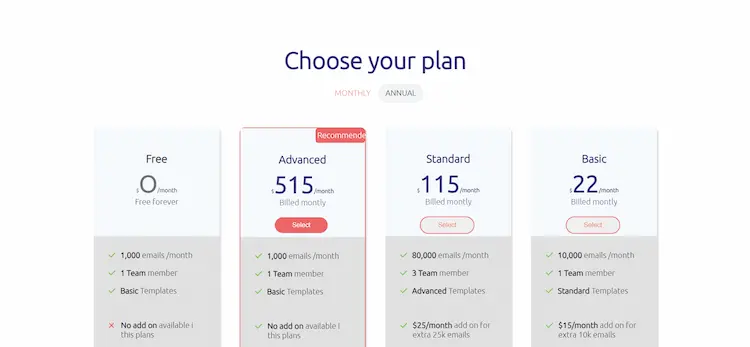 Choose your plan
MONTHLY ANNUAL
Free
$0/month
Free forever
1,000 emails /month
1 Team member
Basic Templates
No add on available i
this plans
Recommende
Advanced
$515/month
Billed montly
Select
1,000 emails /month
1 Team member
Basic Templates
No add on available i
this plans
Standard
$115/month
Billed montly
Select
80,000 emails /month
3 Team member
Advanced Templates
$25/month add on for
extra 25k emails
Basic
$22/month
Billed montly
Select
10,000 emails /month
1 Team member
Standard Templates
$15/month add on for
extra 10k emails